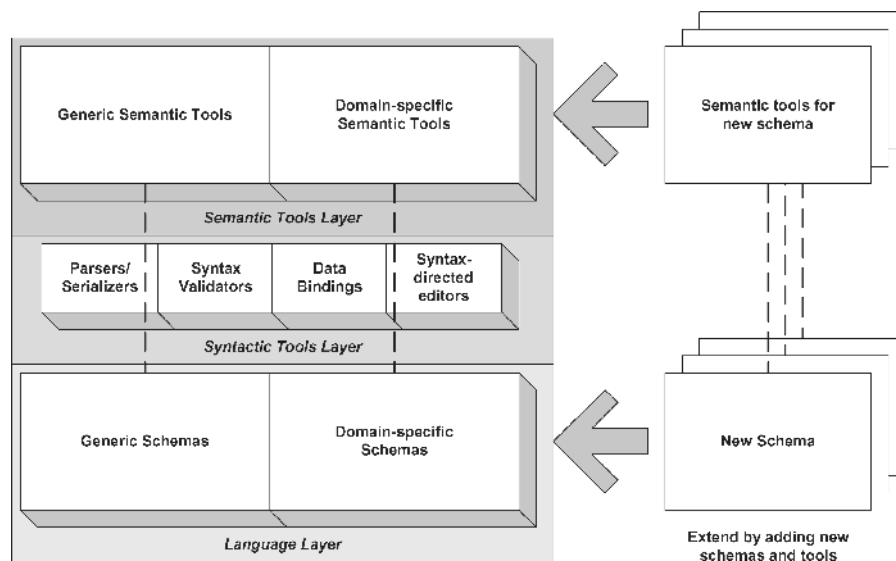 Generic Semantic Tools
Domain-specific
Semantic Tools
Semantic tools for
new schema
Semantic Tools Layer
Parsers/
Serializers
Syntax
Validators
Data
Bindings
Syntax-
directed
editors
Syntactic Tools Layer
Generic Schemas
Domain-specific
Schemas
New Schema
Language Layer
Extend by adding new
schemas and tools